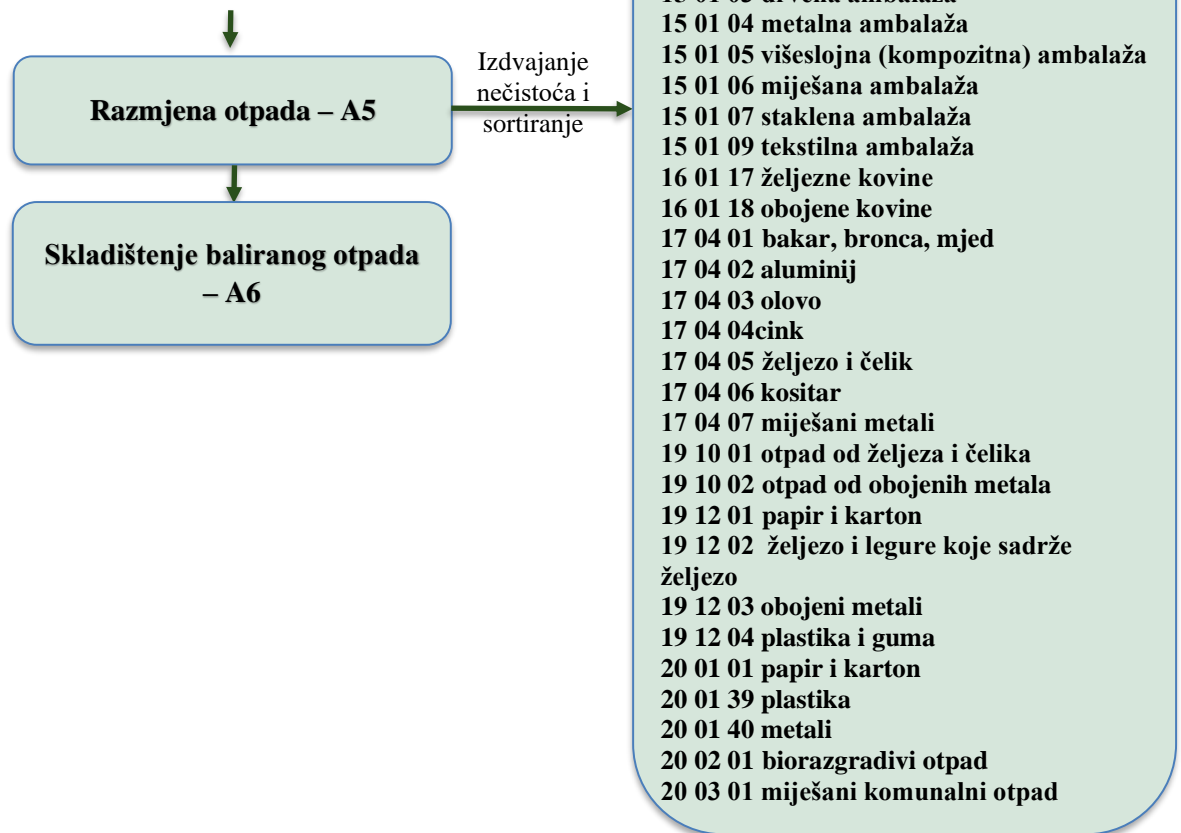 Razmjena otpada – A5
Skladištenje baliranog otpada
– A6
Izdvajanje
nečistoća i
sortiranje
15 01 03 drvena ambalaža
15 01 04 metalna ambalaža
15 01 05 višeslojna (kompozitna) ambalaža
15 01 06 miješana ambalaža
15 01 07 staklena ambalaža
15 01 09 tekstilna ambalaža
16 01 17 željezne kovine
16 01 18 obojene kovine
17 04 01 bakar, bronca, mjed
17 04 02 aluminij
17 04 03 olovo
17 04 04cink
17 04 05 željezo i čelik
17 04 06 kositar
17 04 07 miješani metali
19 10 01 otpad od željeza i čelika
19 10 02 otpad od obojenih metala
19 12 01 papir i karton
19 12 02  željezo i legure koje sadrže
željezo
19 12 03 obojeni metali
19 12 04 plastika i guma
20 01 01 papir i karton
20 01 39 plastika
20 01 40 metali
20 02 01 biorazgradivi otpad
20 03 01 miješani komunalni otpad